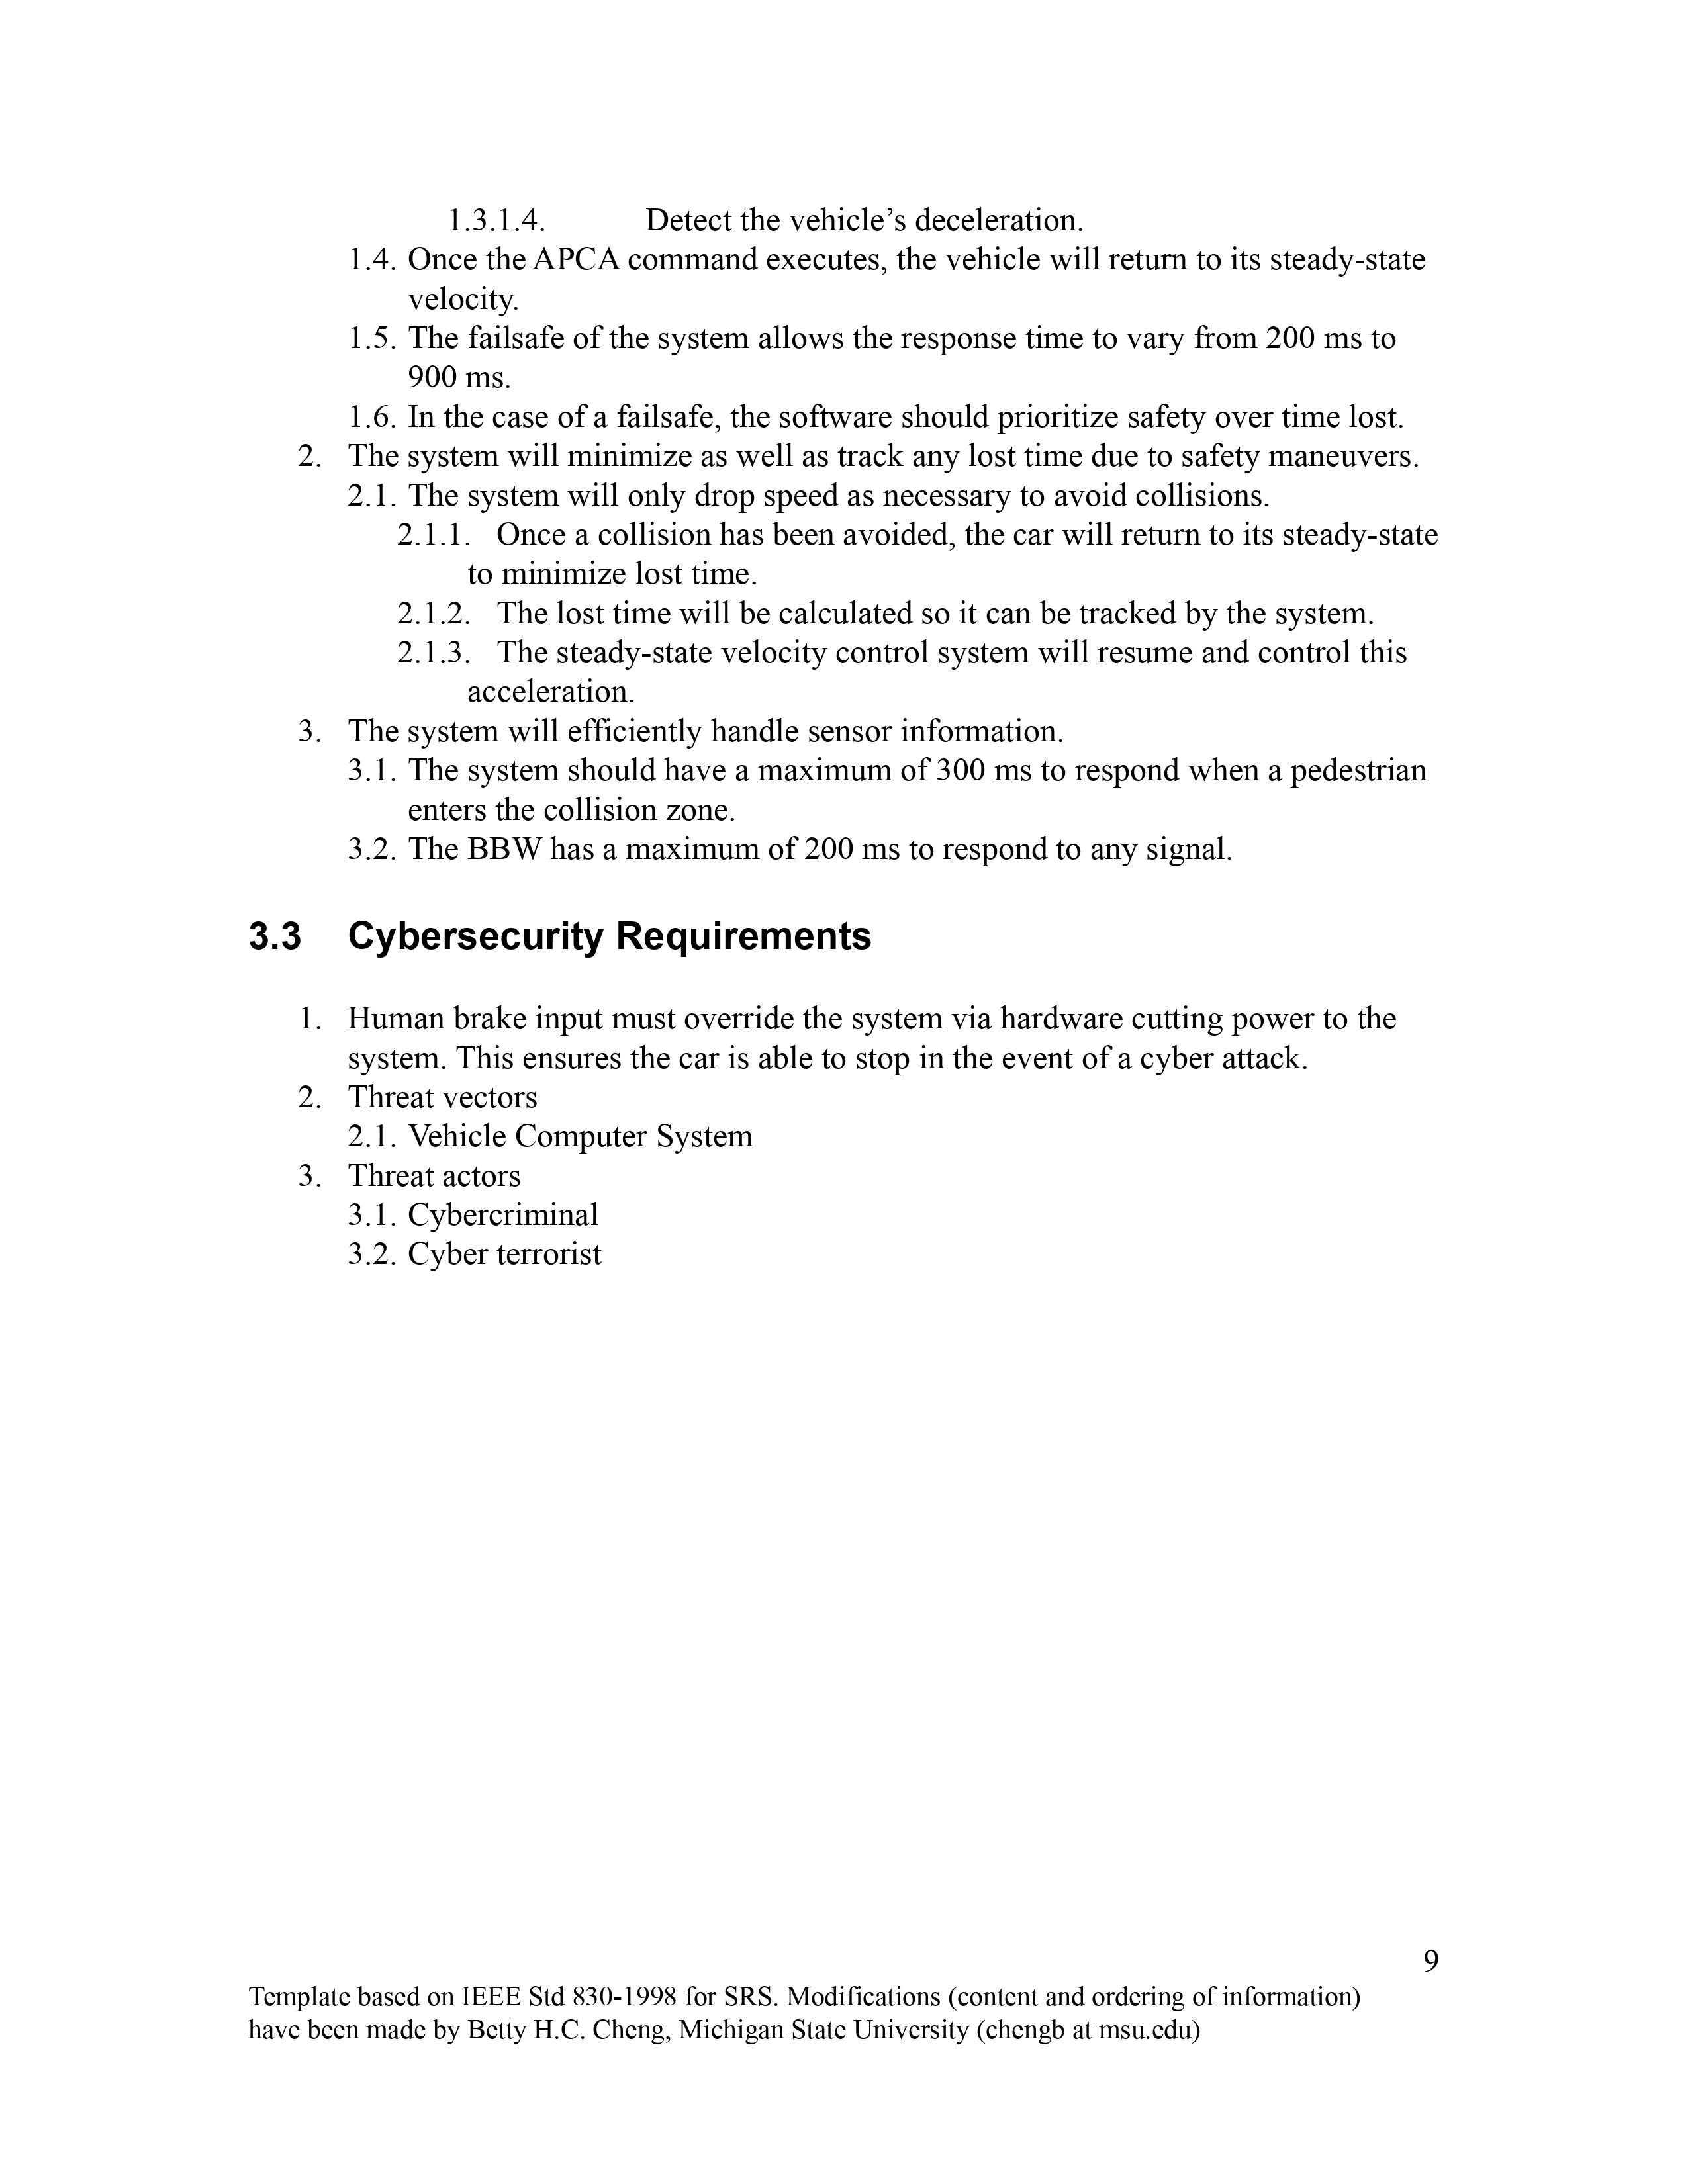 1.3.1.4. Detect the vehicle’s deceleration.
1.4. Once the APCA command executes, the vehicle will return to its steady-state
velocity.
1.5. The failsafe of the system allows the response time to vary from 200 ms to
900 ms.
1.6. In the case of a failsafe, the software should prioritize safety over time lost.
2. The system will minimize as well as track any lost time due to safety maneuvers.
2.1. The system will only drop speed as necessary to avoid collisions.
2.1.1. Once a collision has been avoided, the car will return to its steady-state
to minimize lost time.
2.1.2. The lost time will be calculated so it can be tracked by the system.
2.1.3. The steady-state velocity control system will resume and control this
acceleration.
3. The system will efficiently handle sensor information.
3.1. The system should have a maximum of 300 ms to respond when a pedestrian
enters the collision zone.
3.2. The BBW has a maximum of 200 ms to respond to any signal.
3.3 Cybersecurity Requirements
1. Human brake input must override the system via hardware cutting power to the
system. This ensures the car is able to stop in the event of a cyber attack.
2. Threat vectors
2.1. Vehicle Computer System
3. Threat actors
3.1. Cybercriminal
3.2. Cyber terrorist
9
Template based on IEEE Std 830-1998 for SRS. Modifications (content and ordering of information)
have been made by Betty H.C. Cheng, Michigan State University (chengb at msu.edu)